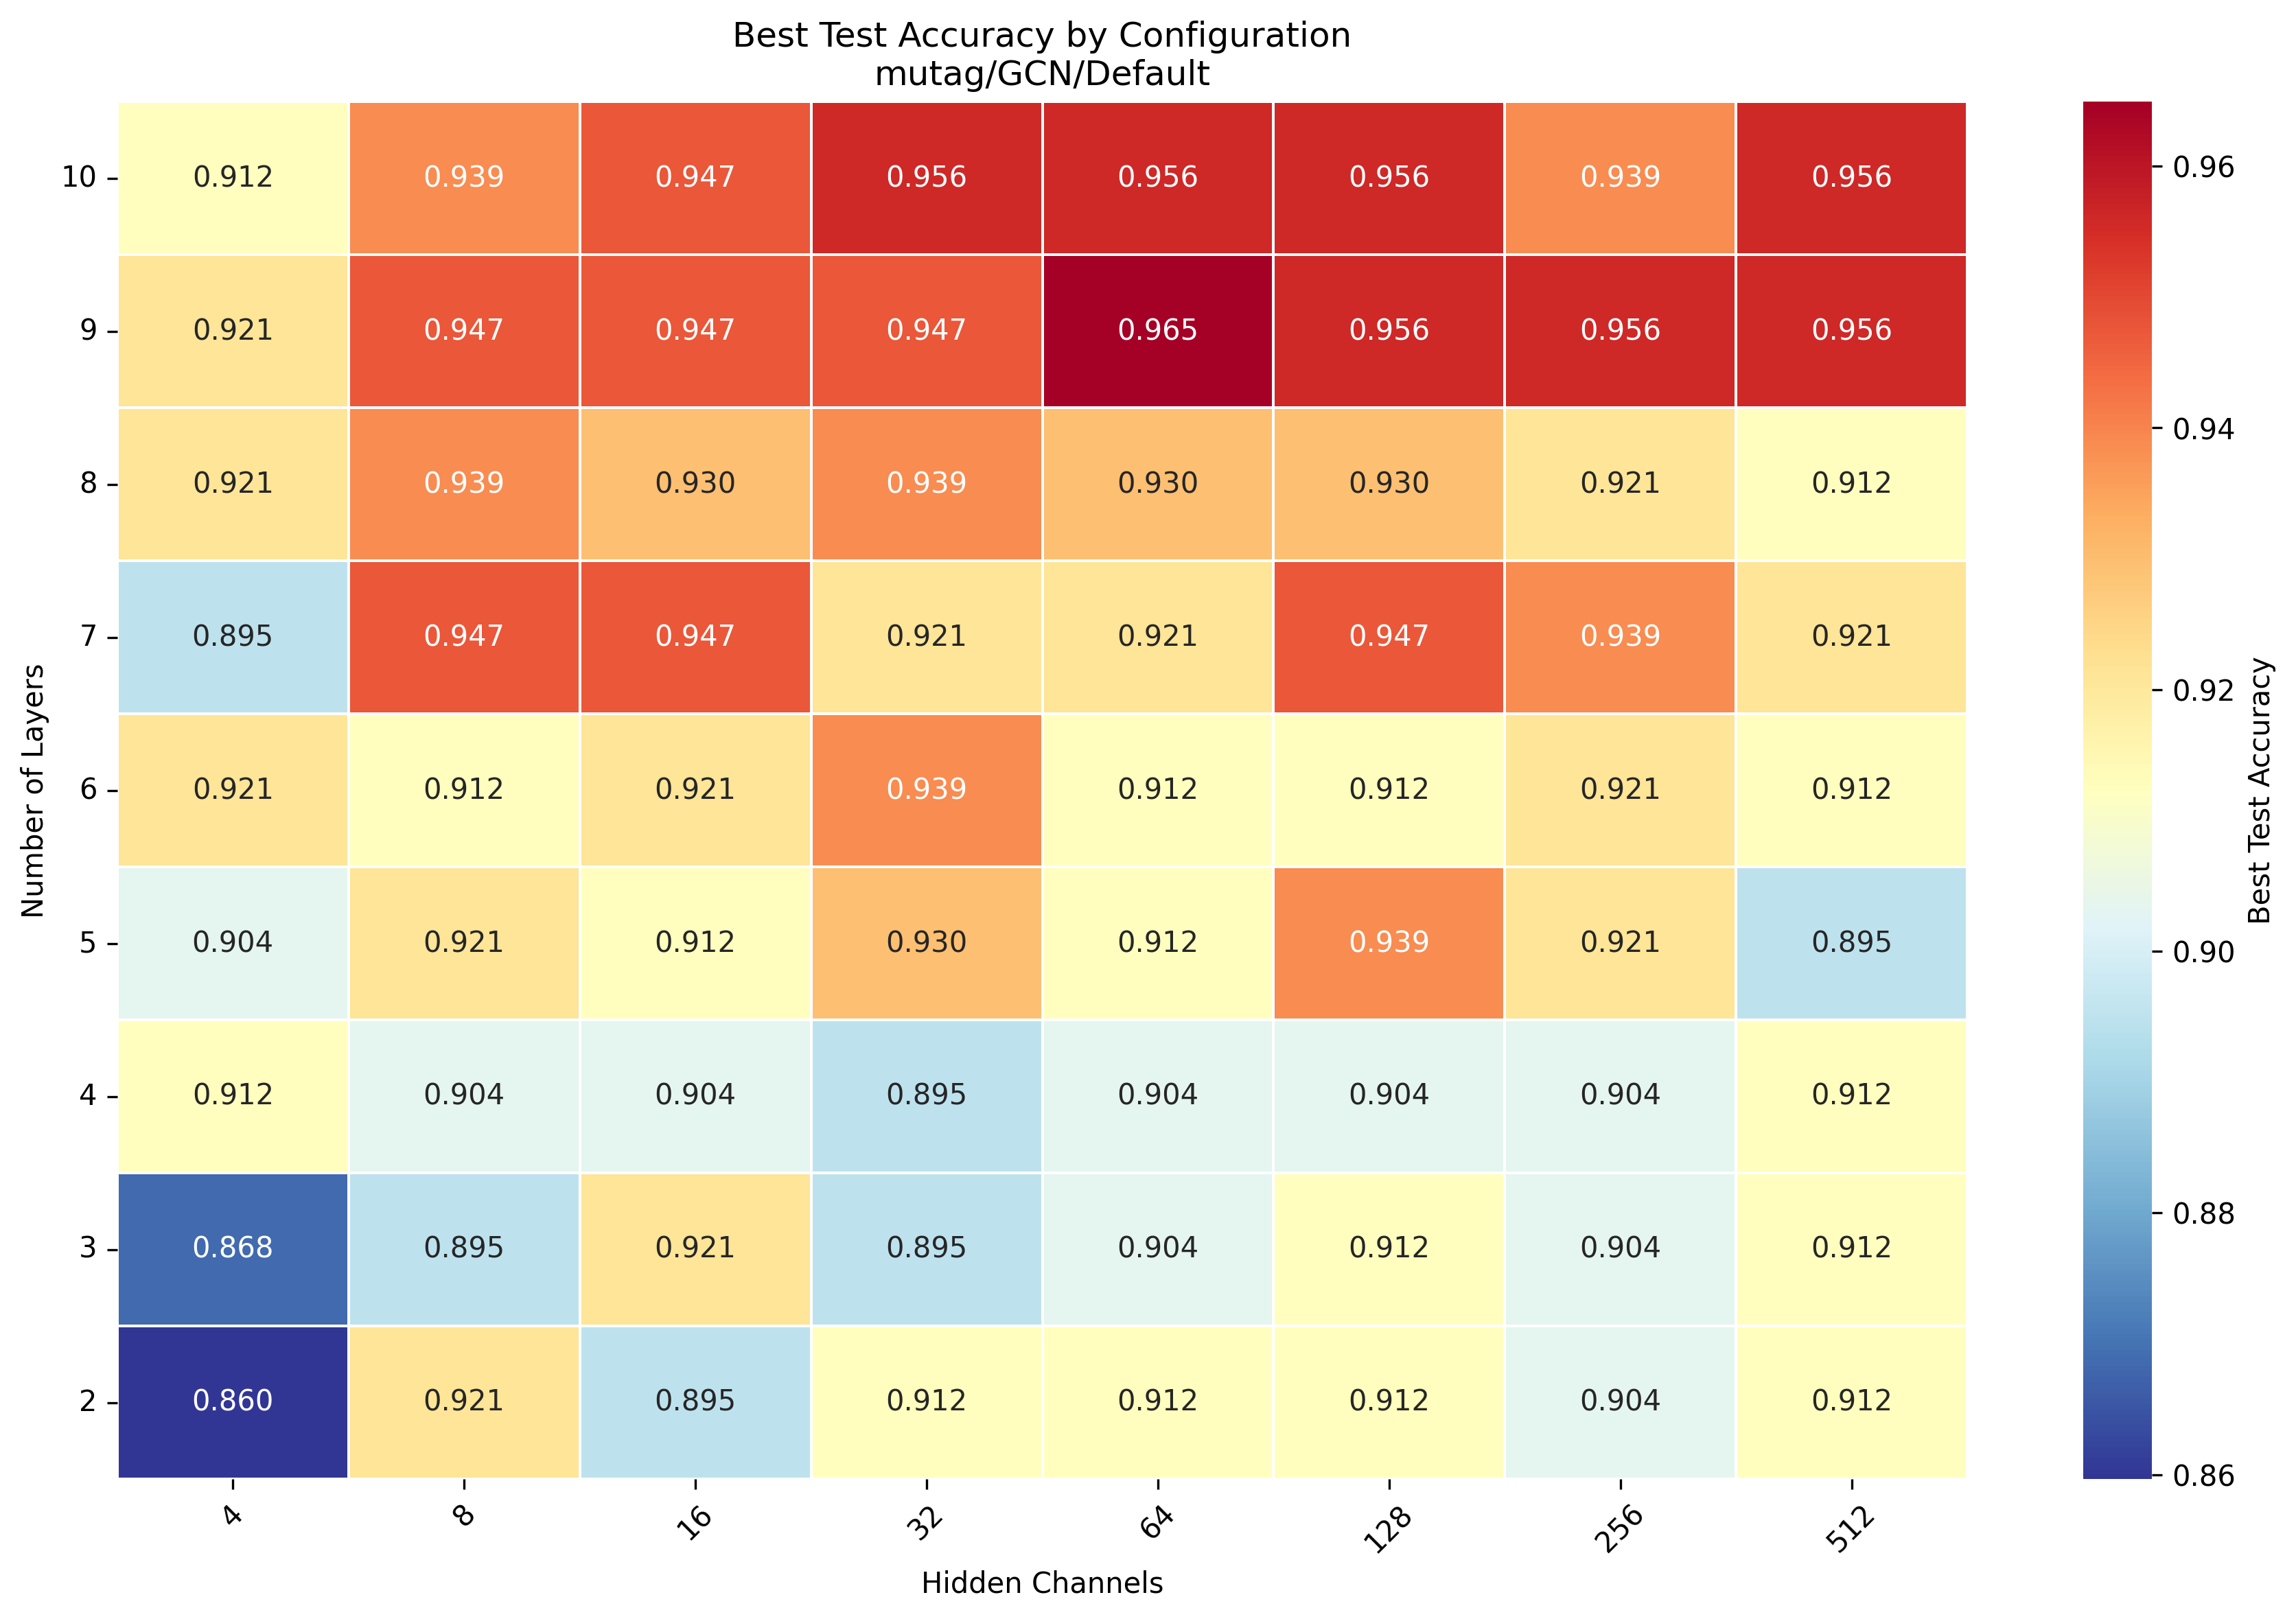 Best Test Accuracy by Configuration
mutag/GCN/Default
Number of Layers
10 0.912 0.939 0.947 0.956 0.956 0.956 0.939 0.956
9 0.921 0.947 0.947 0.947 0.965 0.956 0.956 0.956
8 0.921 0.939 0.930 0.939 0.930 0.930 0.921 0.912
7 0.895 0.947 0.947 0.921 0.921 0.947 0.939 0.921
6 0.921 0.912 0.921 0.939 0.912 0.912 0.921 0.912
5 0.904 0.921 0.912 0.930 0.912 0.939 0.921 0.895
4 0.912 0.904 0.904 0.895 0.904 0.904 0.904 0.912
3 0.868 0.895 0.921 0.895 0.904 0.912 0.904 0.912
2 0.860 0.921 0.895 0.912 0.912 0.912 0.904 0.912
4 8 16 32 64 128 256 512
Hidden Channels
0.96
0.94
0.92
0.90
0.88
0.86
Best Test Accuracy